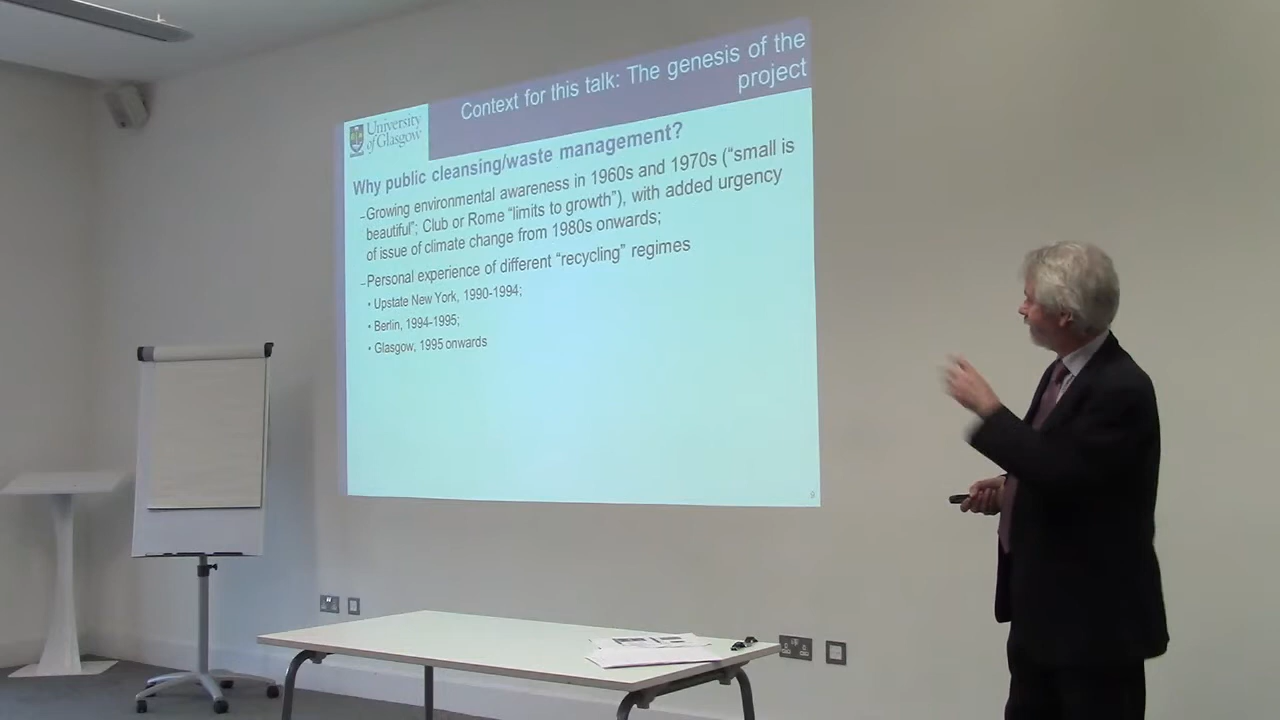 Context for this talk: The genesis of the
project
University
of Glasgow
Why public cleansing/waste management?
–Growing environmental awareness in 1960s and 1970s (“small is
beautiful”; Club or Rome “limits to growth”), with added urgency
of issue of climate change from 1980s onwards;
–Personal experience of different “recycling” regimes
• Upstate New York, 1990-1994;
• Berlin, 1994-1995;
• Glasgow, 1995 onwards
9